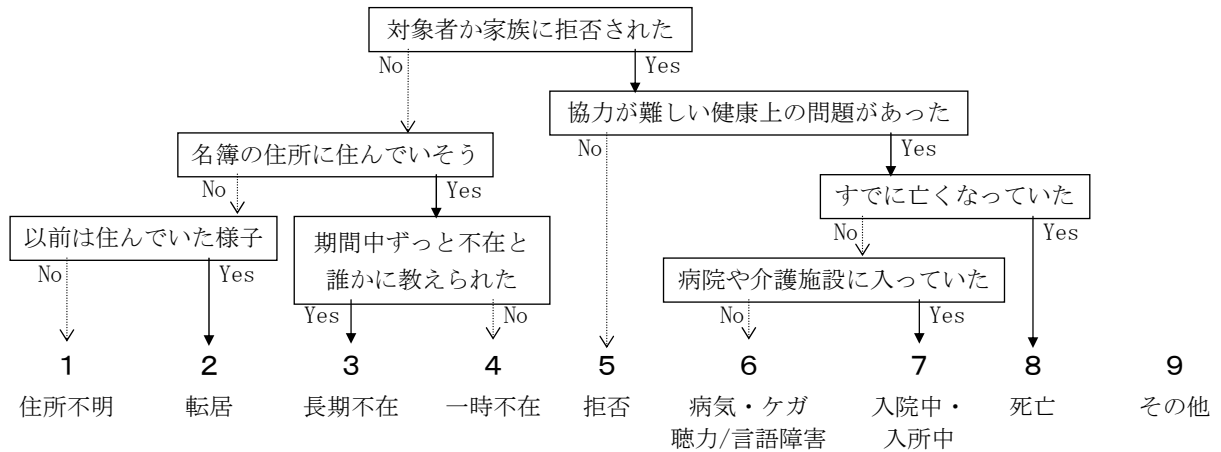 対象者か家族に拒否された
No
Yes
協力が難しい健康上の問題があった
名簿の住所に住んでいそう
No
Yes
No
Yes
すでに亡くなっていた
以前は住んでいた様子
期間中ずっと不在と
誰かに教えられた
No
Yes
病院や介護施設に入っていた
No
Yes
Yes
No
No
Yes
1
2
3
4
5
6
7
8
9
住所不明
転居
長期不在
一時不在
拒否
病気・ケガ
聴力/言語障害
入院中・
入所中
死亡
その他